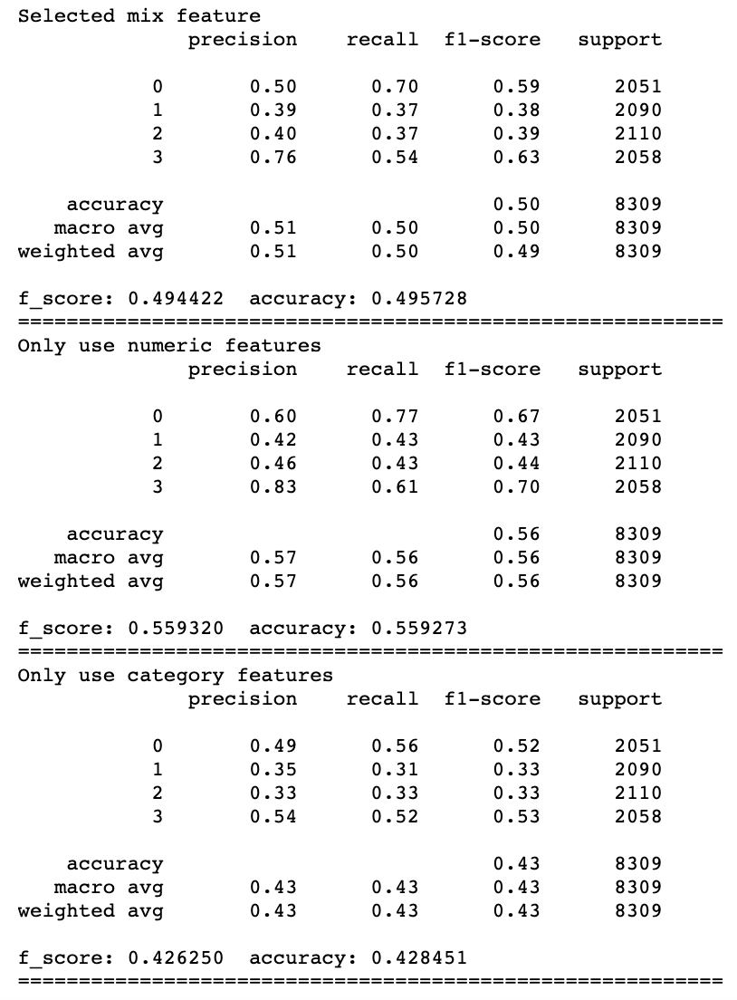 Selected mix feature
precision recall f1-score support
0 0.50 0.70 0.59 2051
1 0.39 0.37 0.38 2090
2 0.40 0.37 0.39 2110
3 0.76 0.54 0.63 2058
accuracy 0.50 8309
macro avg 0.51 0.50 0.50 8309
weighted avg 0.51 0.50 0.49 8309
f_score: 0.494422 accuracy: 0.495728
==========================================================
Only use numeric features
precision recall f1-score support
0 0.60 0.77 0.67 2051
1 0.42 0.43 0.43 2090
2 0.46 0.43 0.44 2110
3 0.83 0.61 0.70 2058
accuracy 0.56 8309
macro avg 0.57 0.56 0.56 8309
weighted avg 0.57 0.56 0.56 8309
f_score: 0.559320 accuracy: 0.559273
==========================================================
Only use category features
precision recall f1-score support
0 0.49 0.56 0.52 2051
1 0.35 0.31 0.33 2090
2 0.33 0.33 0.33 2110
3 0.54 0.52 0.53 2058
accuracy 0.43 8309
macro avg 0.43 0.43 0.43 8309
weighted avg 0.43 0.43 0.43 8309
f_score: 0.426250 accuracy: 0.428451
==========================================================